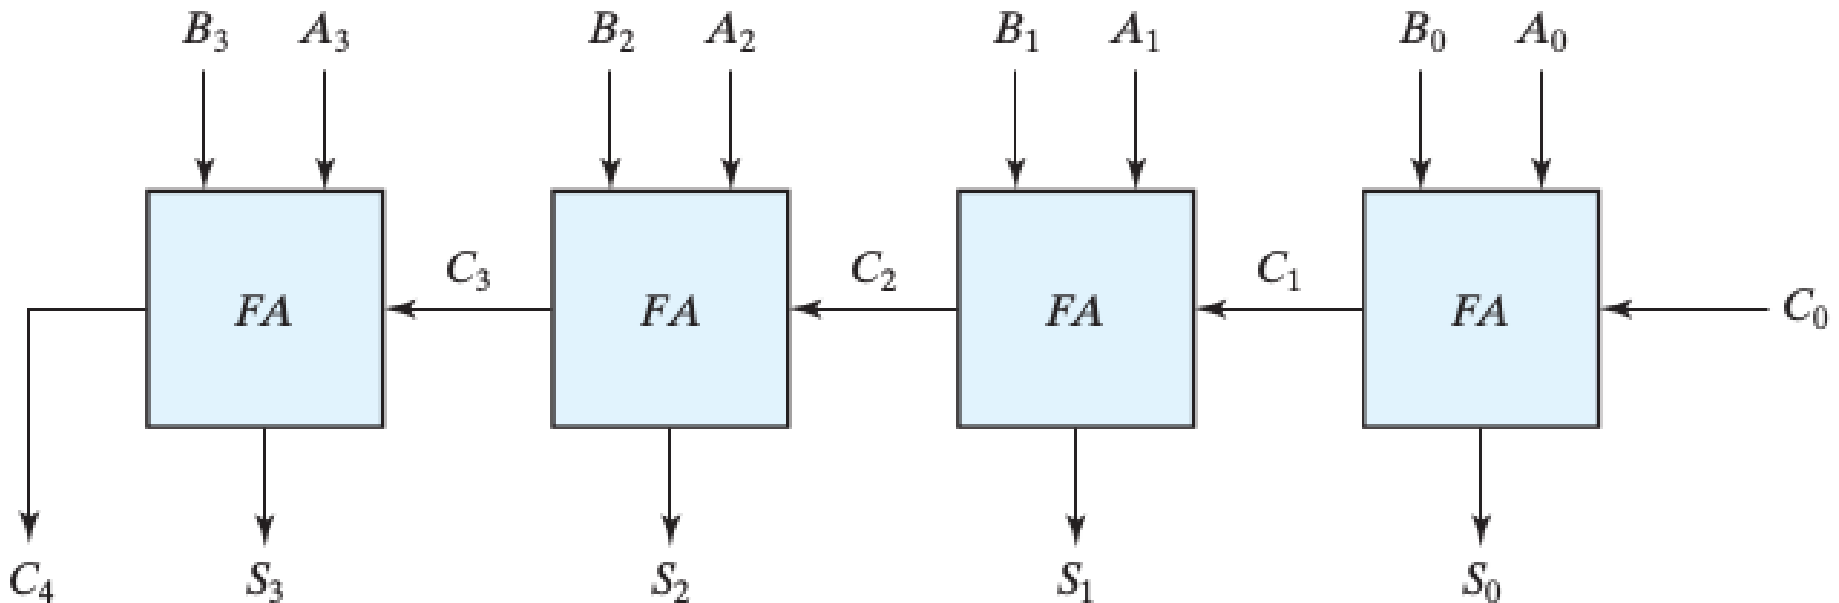 B₃ A₃ B₂ A₂ B₁ A₁ B₀ A₀
FA C₃ FA C₂ FA C₁ FA C₀
C₄ S₃ S₂ S₁ S₀